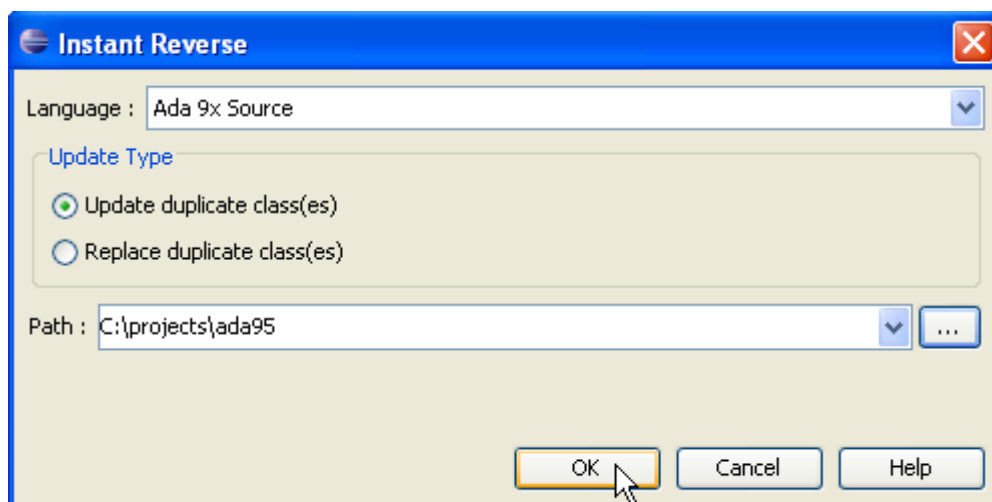 Instant Reverse
Language : Ada 9x Source
Update Type
Update duplicate class(es)
Replace duplicate class(es)
Path : C:\projects\ada95 ...
OK Cancel Help